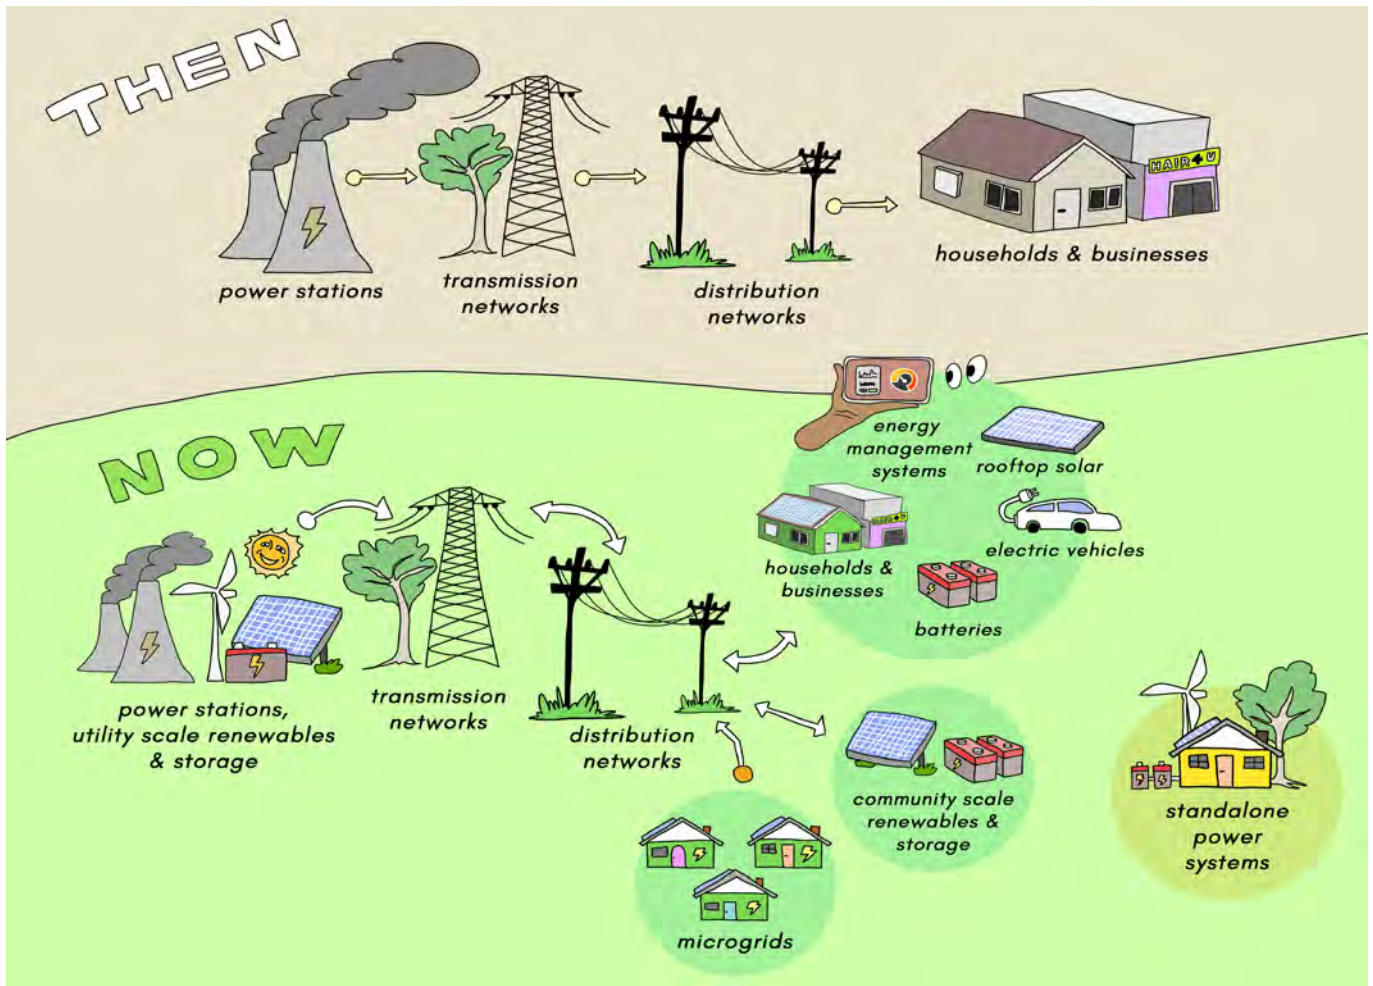 THEN
HAIR4U
power stations
transmission
networks
distribution
networks
households & businesses
NOW
energy
management
systems
rooftop solar
HAIR4U
households &
businesses
electric vehicles
batteries
power stations,
utility scale renewables
& storage
transmission
networks
distribution
networks
community scale
renewables &
storage
standalone
power
systems
microgrids